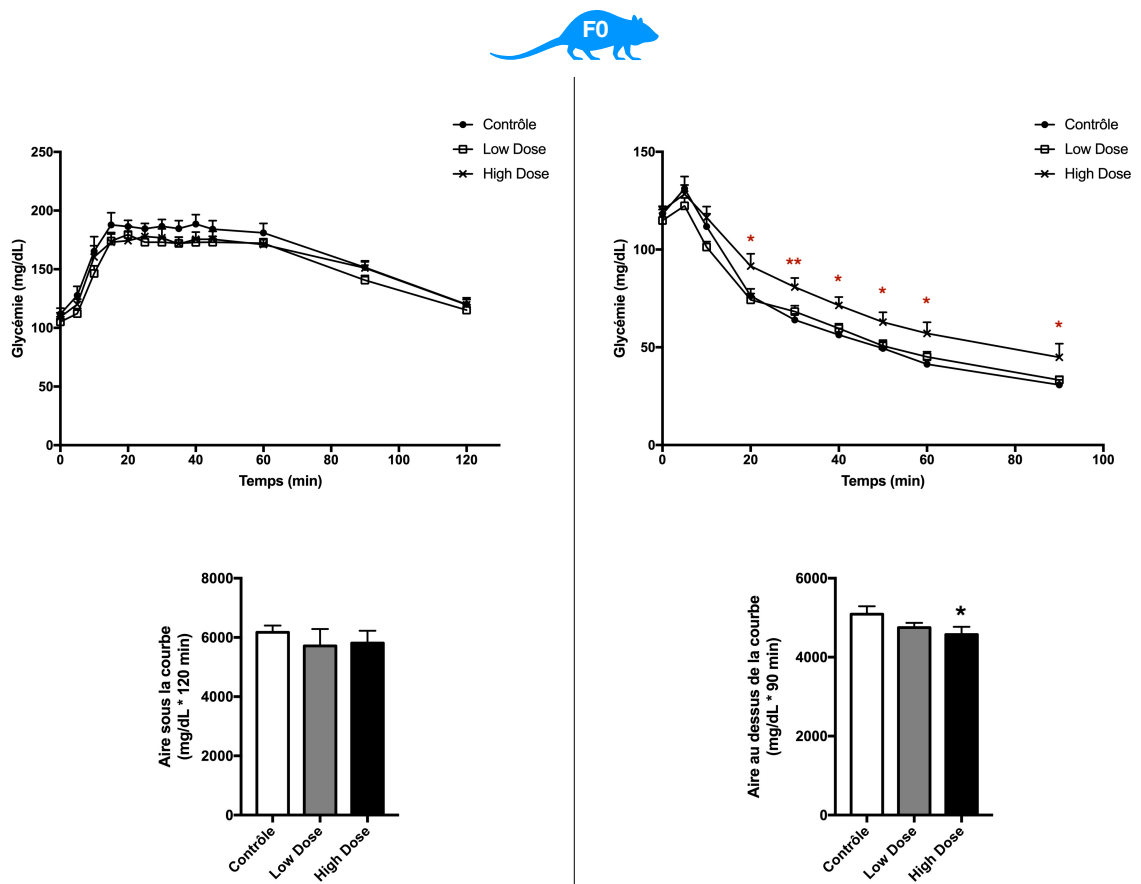 F0
Contrôle
Low Dose
High Dose
250
200
150
100
50
0
Glycémie (mg/dL)
0 20 40 60 80 100 120
Temps (min)
Contrôle
Low Dose
High Dose
150
100
50
0
Glycémie (mg/dL)
*
**
*
*
*
*
0 20 40 60 80 100
Temps (min)
8000
6000
4000
2000
0
Aire sous la courbe
(mg/dL * 120 min)
Contrôle
Low Dose
High Dose
6000
4000
2000
0
Aire au dessus de la courbe
(mg/dL * 90 min)
*
Contrôle
Low Dose
High Dose